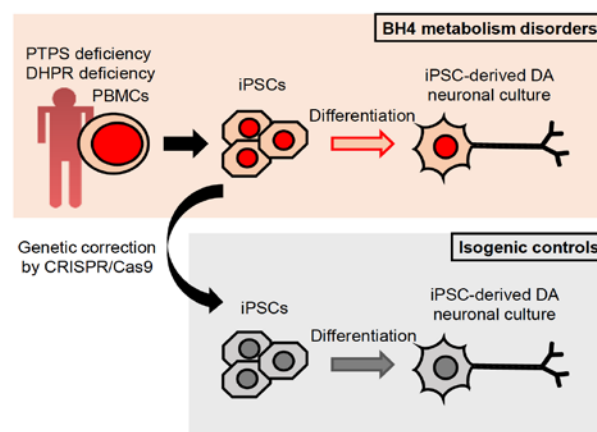 BH4 metabolism disorders
PTPS deficiency
DHPR deficiency
PBMCs
iPSCs
Differentiation
iPSC-derived DA
neuronal culture
Genetic correction
by CRISPR/Cas9
Isogenic controls
iPSCs
Differentiation
iPSC-derived DA
neuronal culture